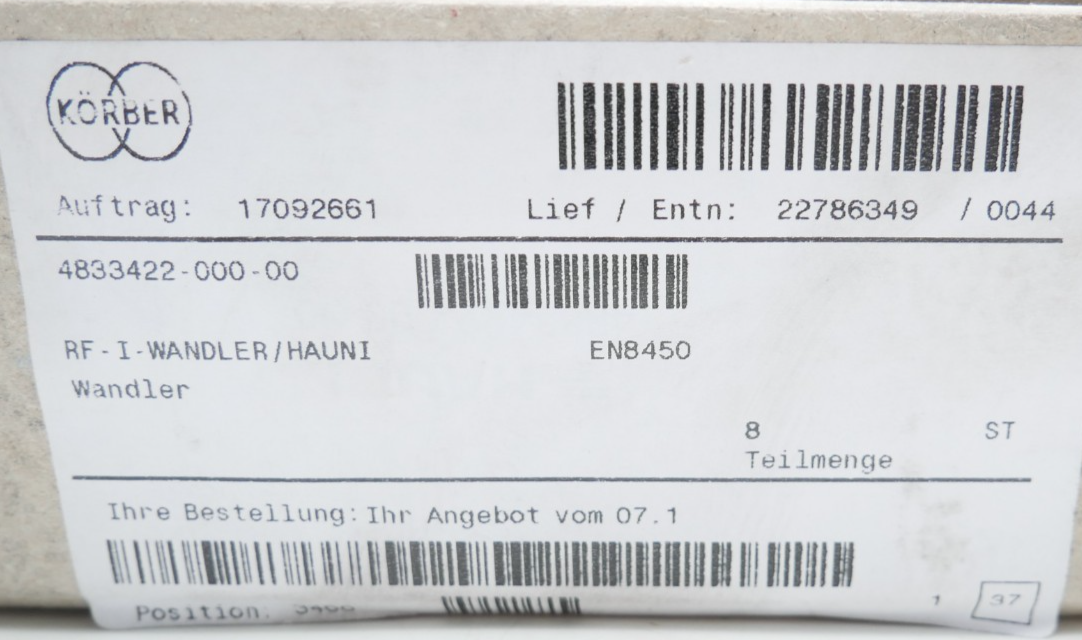 KÖRBER
Auftrag: 17092661 Lief / Entn: 22786349 / 0044
4833422-000-00
RF-I-WANDLER/HAUNI EN8450
Wandler
8 ST
Teilmenge
Ihre Bestellung: Ihr Angebot vom 07.1
Position:
1 37